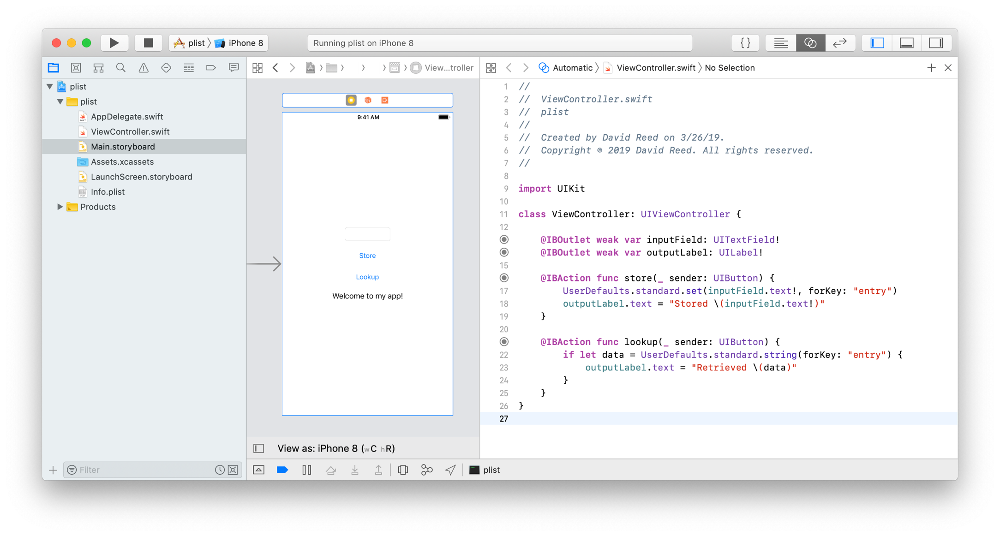 plist 〉 iPhone 8
Running plist on iPhone 8
{ }
View...troller
Automatic 〉 ViewController.swift 〉 No Selection
plist
plist
AppDelegate.swift
ViewController.swift
Main.storyboard
Assets.xcassets
LaunchScreen.storyboard
Info.plist
Products
Filter
9:41 AM
Store
Lookup
Welcome to my app!
View as: iPhone 8 (wC hR)
1 //
2 //  ViewController.swift
3 //  plist
4 //
5 //  Created by David Reed on 3/26/19.
6 //  Copyright © 2019 David Reed. All rights reserved.
7 //
8
9 import UIKit
10
11 class ViewController: UIViewController {
12
@IBOutlet weak var inputField: UITextField!
@IBOutlet weak var outputLabel: UILabel!
15
@IBAction func store(_ sender: UIButton) {
17 UserDefaults.standard.set(inputField.text!, forKey: "entry")
18 outputLabel.text = "Stored \(inputField.text!)"
19 }
20
@IBAction func lookup(_ sender: UIButton) {
22 if let data = UserDefaults.standard.string(forKey: "entry") {
23 outputLabel.text = "Retrieved \(data)"
24 }
25 }
26 }
27
plist